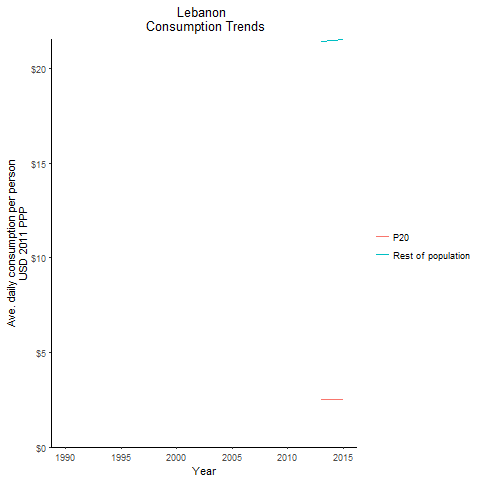 Lebanon
Consumption Trends
Ave. daily consumption per person
USD 2011 PPP
$20
$15
$10
$5
$0
1990
1995
2000
2005
2010
2015
Year
P20
Rest of population